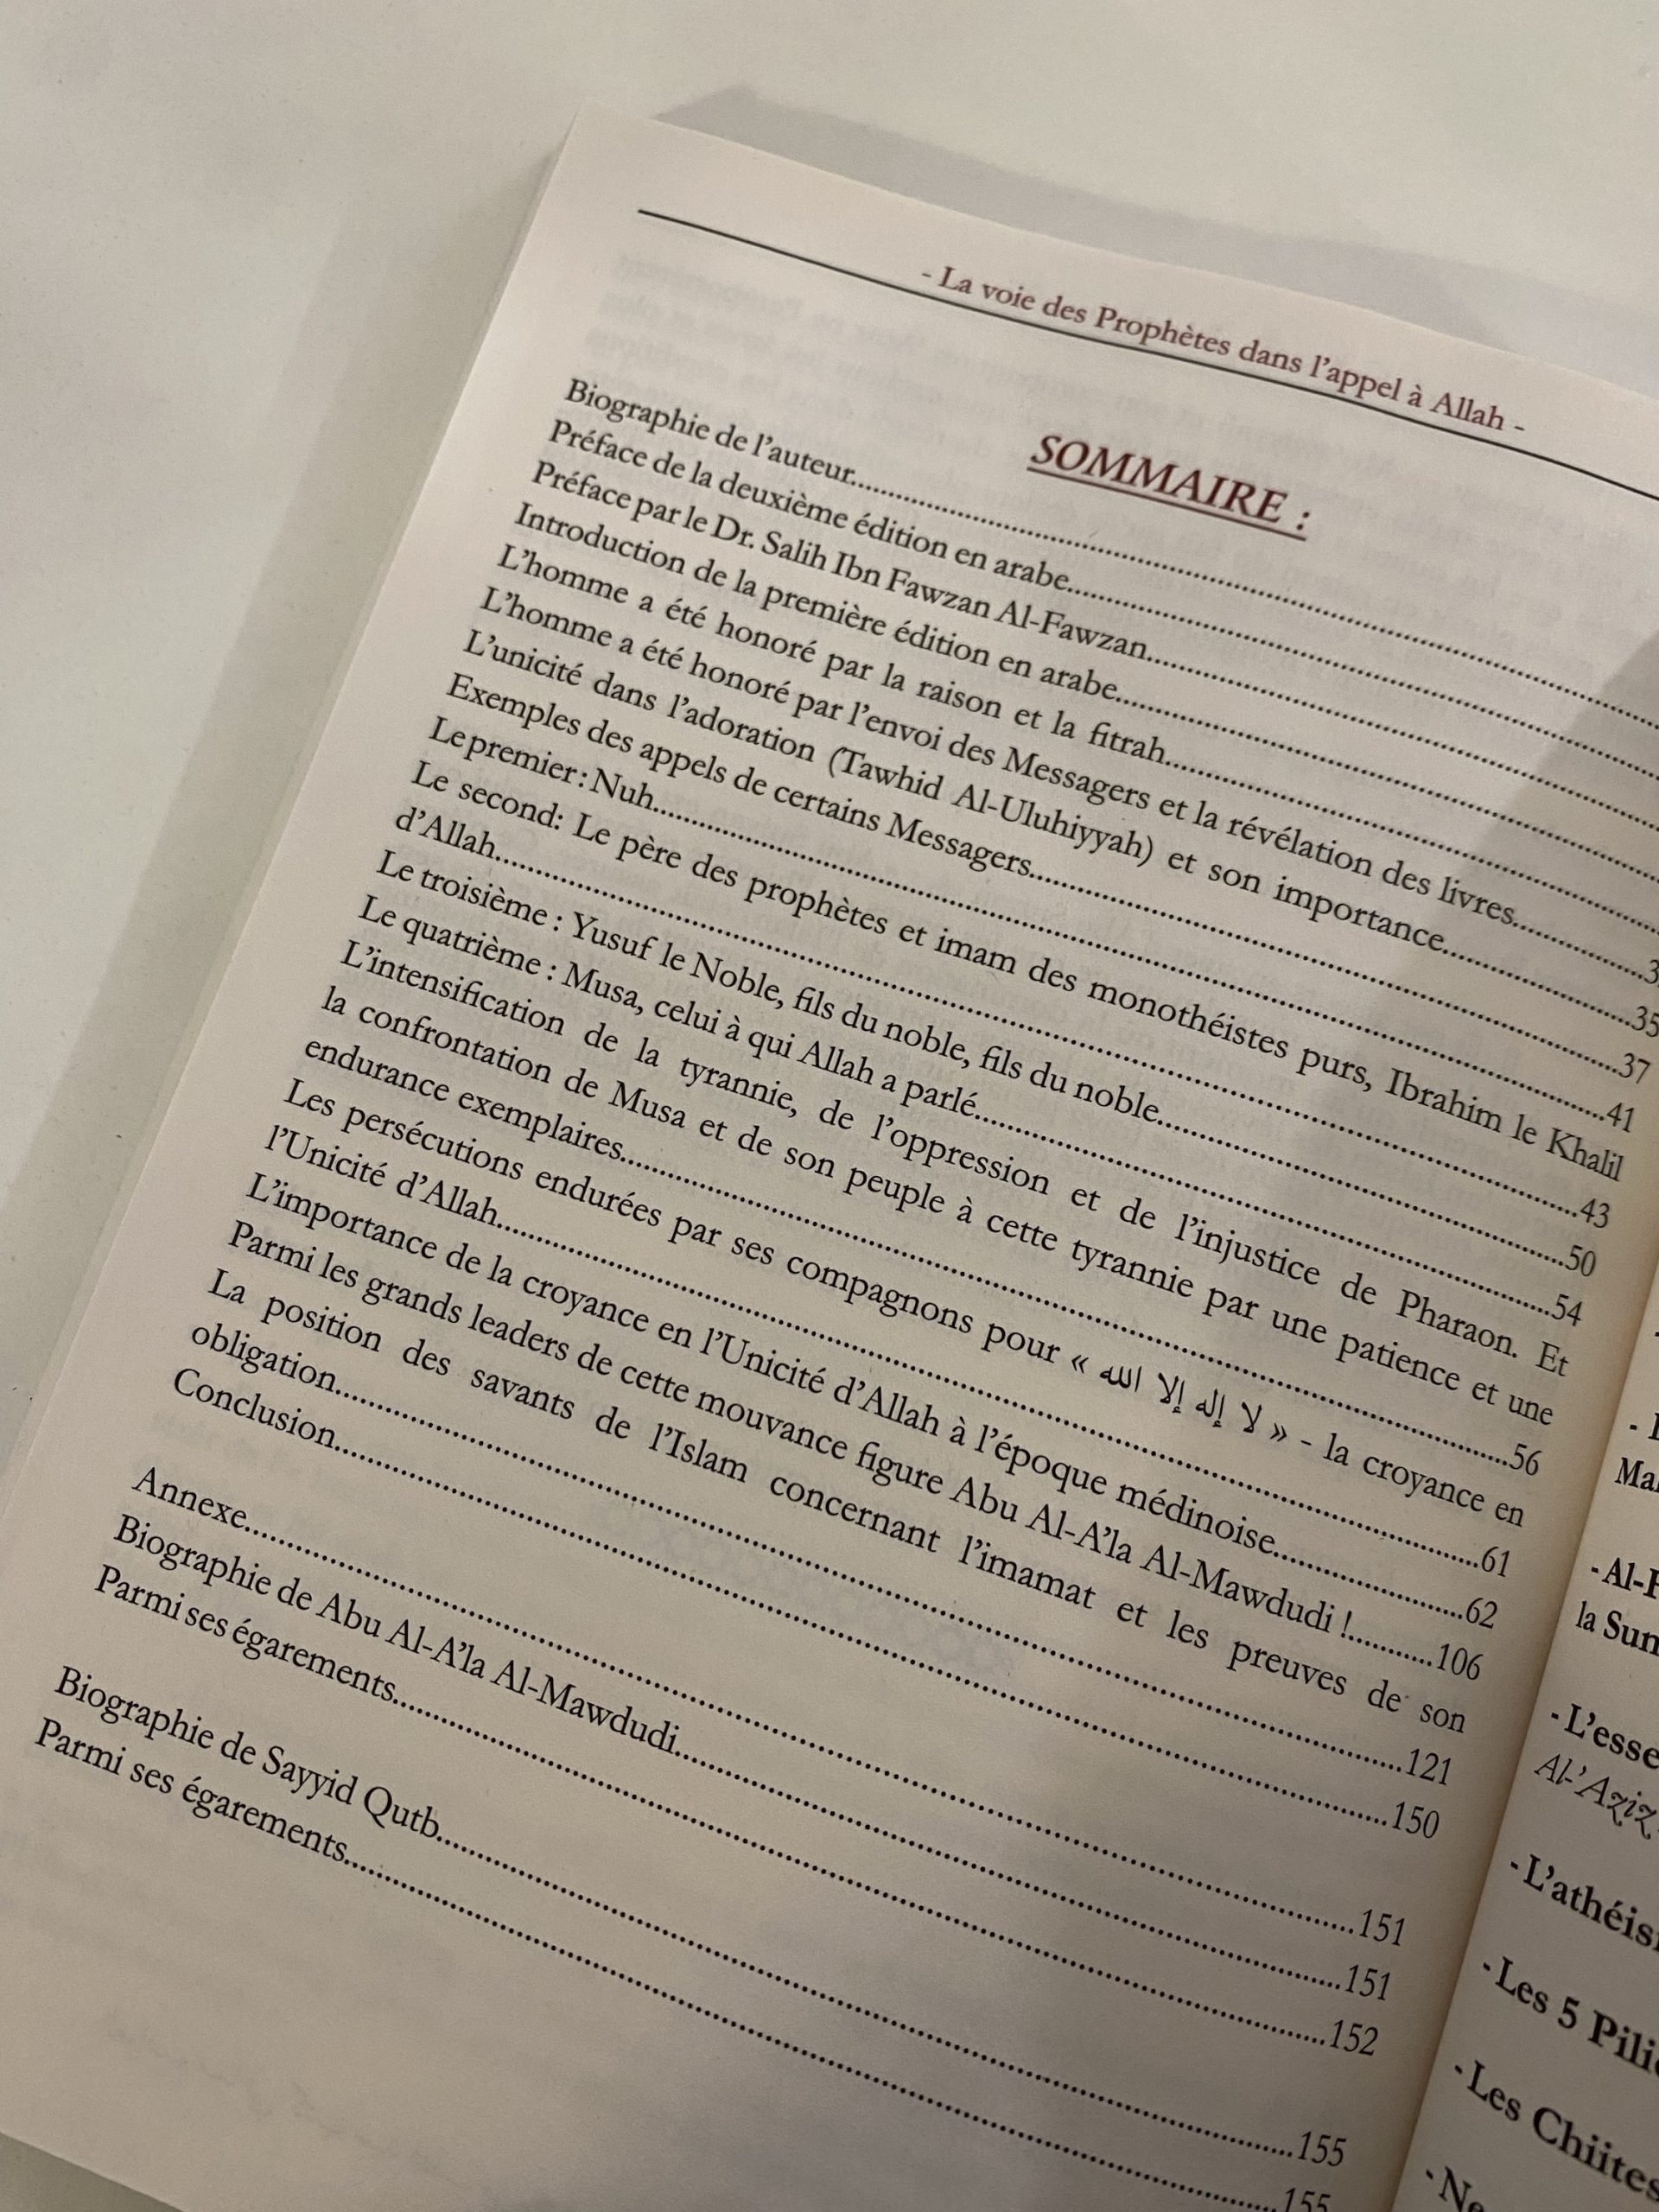 - La voie des Prophètes dans l'appel à Allah -
SOMMAIRE :
Biographie de l'auteur....................
Préface de la deuxième édition en arabe....................
Préface par le Dr. Salih Ibn Fawzan Al-Fawzan....................
Introduction de la première édition en arabe....................
L'homme a été honoré par la raison et la fitrah....................
L'homme a été honoré par l'envoi des Messagers et la révélation des livres....................
L'unicité dans l'adoration (Tawhid Al-Uluhiyyah) et son importance....................35
Exemples des appels de certains Messagers....................37
Le premier : Nuh....................41
Le second: Le père des prophètes et imam des monothéistes purs, Ibrahim le Khalil
d'Allah....................43
Le troisième : Yusuf le Noble, fils du noble, fils du noble....................50
Le quatrième : Musa, celui à qui Allah a parlé....................54
L'intensification de la tyrannie, de l'oppression et de l'injustice de Pharaon. Et
la confrontation de Musa et de son peuple à cette tyrannie par une patience et une
endurance exemplaires....................56
Les persécutions endurées par ses compagnons pour « لا إله إلا الله » - la croyance en
l'Unicité d'Allah....................61
L'importance de la croyance en l'Unicité d'Allah à l'époque médinoise....................62
Parmi les grands leaders de cette mouvance figure Abu Al-A'la Al-Mawdudi !..........106
La position des savants de l'Islam concernant l'imamat et les preuves de son
obligation....................121
Conclusion....................150
Annexe....................151
Biographie de Abu Al-A'la Al-Mawdudi....................151
Parmi ses égarements....................152
Biographie de Sayyid Qutb....................155
Parmi ses égarements....................155
la Sun
- L'esse
Al-'Aziz
- L'athéis
- Les 5 Pili
- Les Chiites